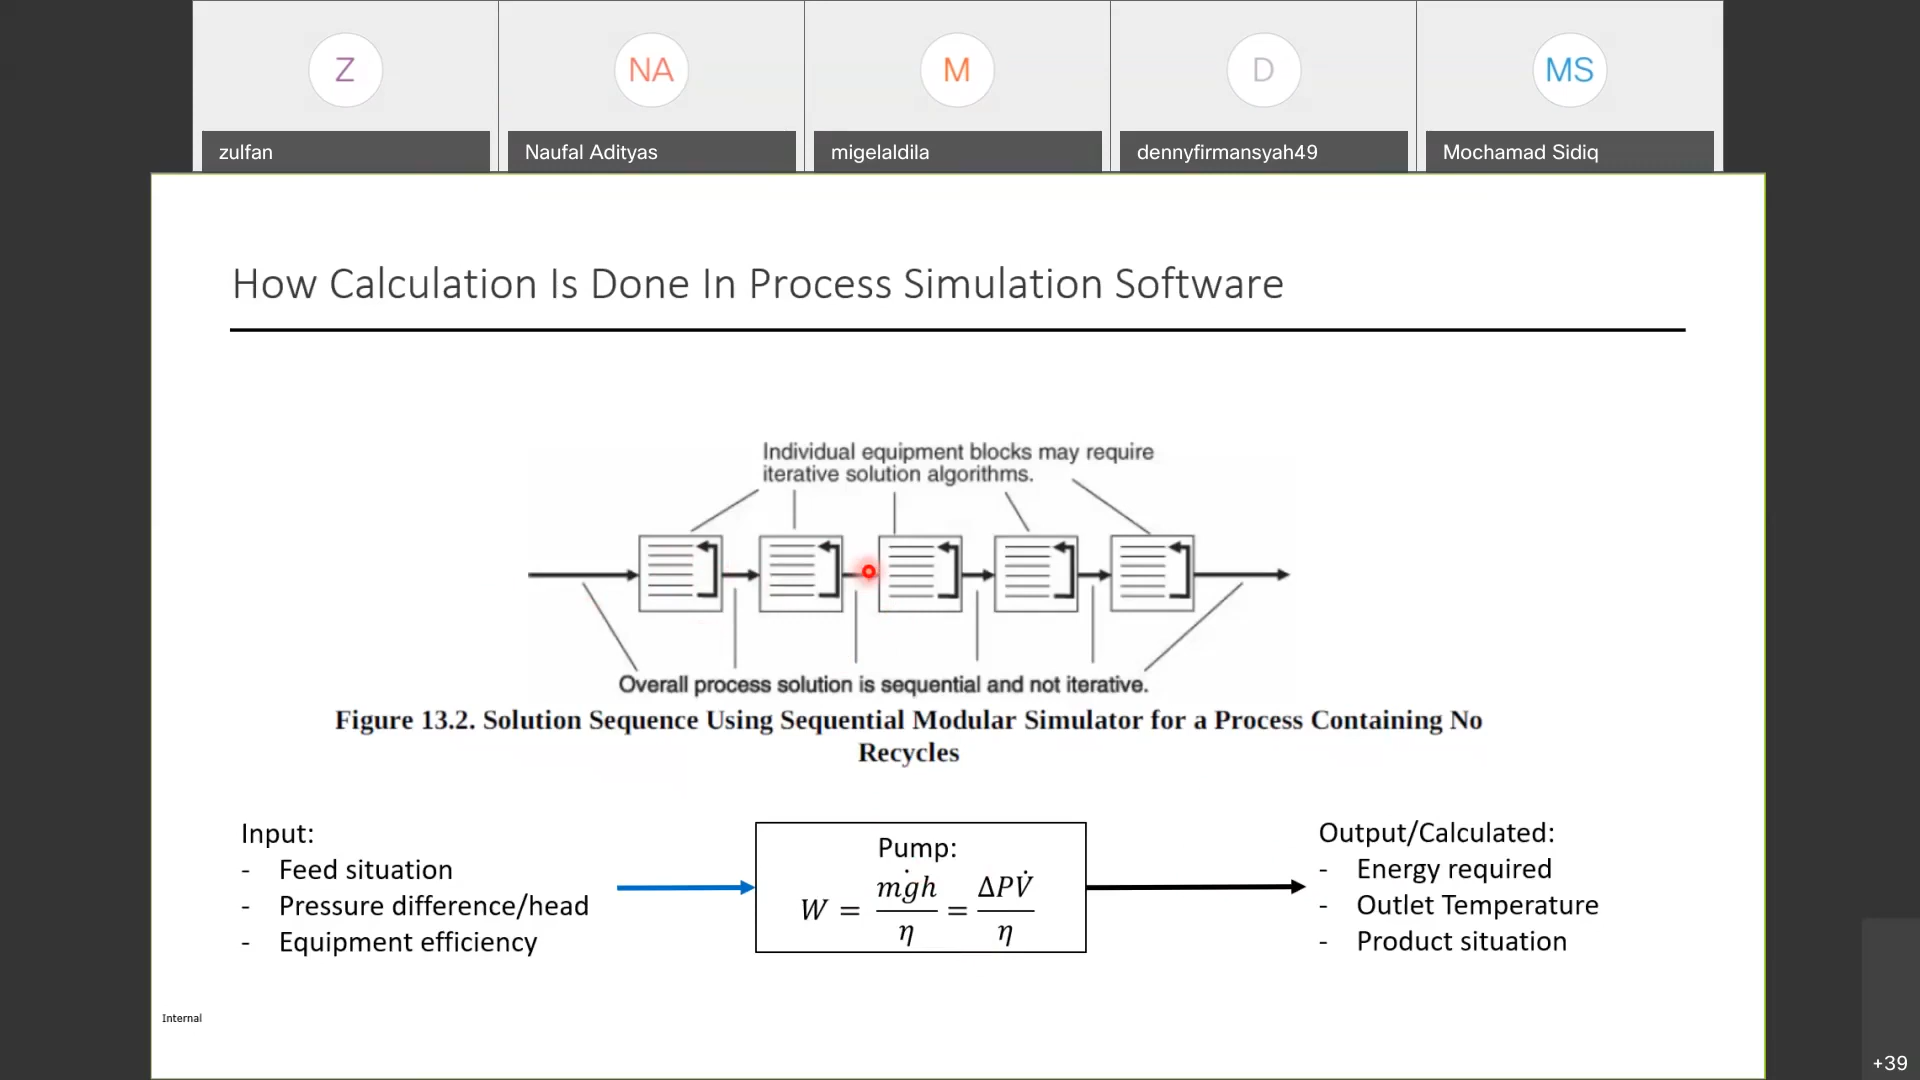 Z
NA
M
D
MS
zulfan
Naufal Adityas
migelaldila
dennyfirmansyah49
Mochamad Sidiq
How Calculation Is Done In Process Simulation Software
Individual equipment blocks may require
iterative solution algorithms.
Overall process solution is sequential and not iterative.
Figure 13.2. Solution Sequence Using Sequential Modular Simulator for a Process Containing No
Recycles
Input:
- Feed situation
- Pressure difference/head
- Equipment efficiency
Pump:
W = ṁgh/η = ΔPV̇/η
Output/Calculated:
- Energy required
- Outlet Temperature
- Product situation
Internal
+39